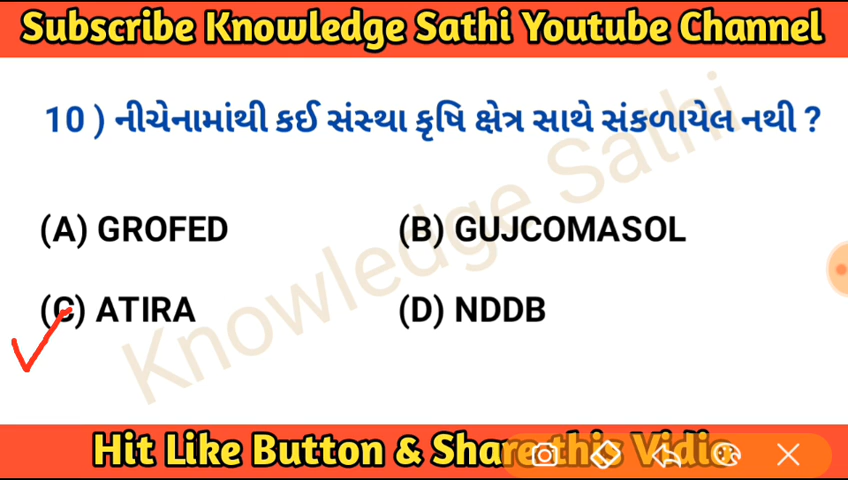 Subscribe Knowledge Sathi Youtube Channel
10 ) નીચેનામાંથી કઈ સંસ્થા કૃષિ ક્ષેત્ર સાથે સંકળાયેલ નથી ?
(A) GROFED (B) GUJCOMASOL
(C) ATIRA (D) NDDB
Knowledge Sathi
Hit Like Button & Share this Vidio